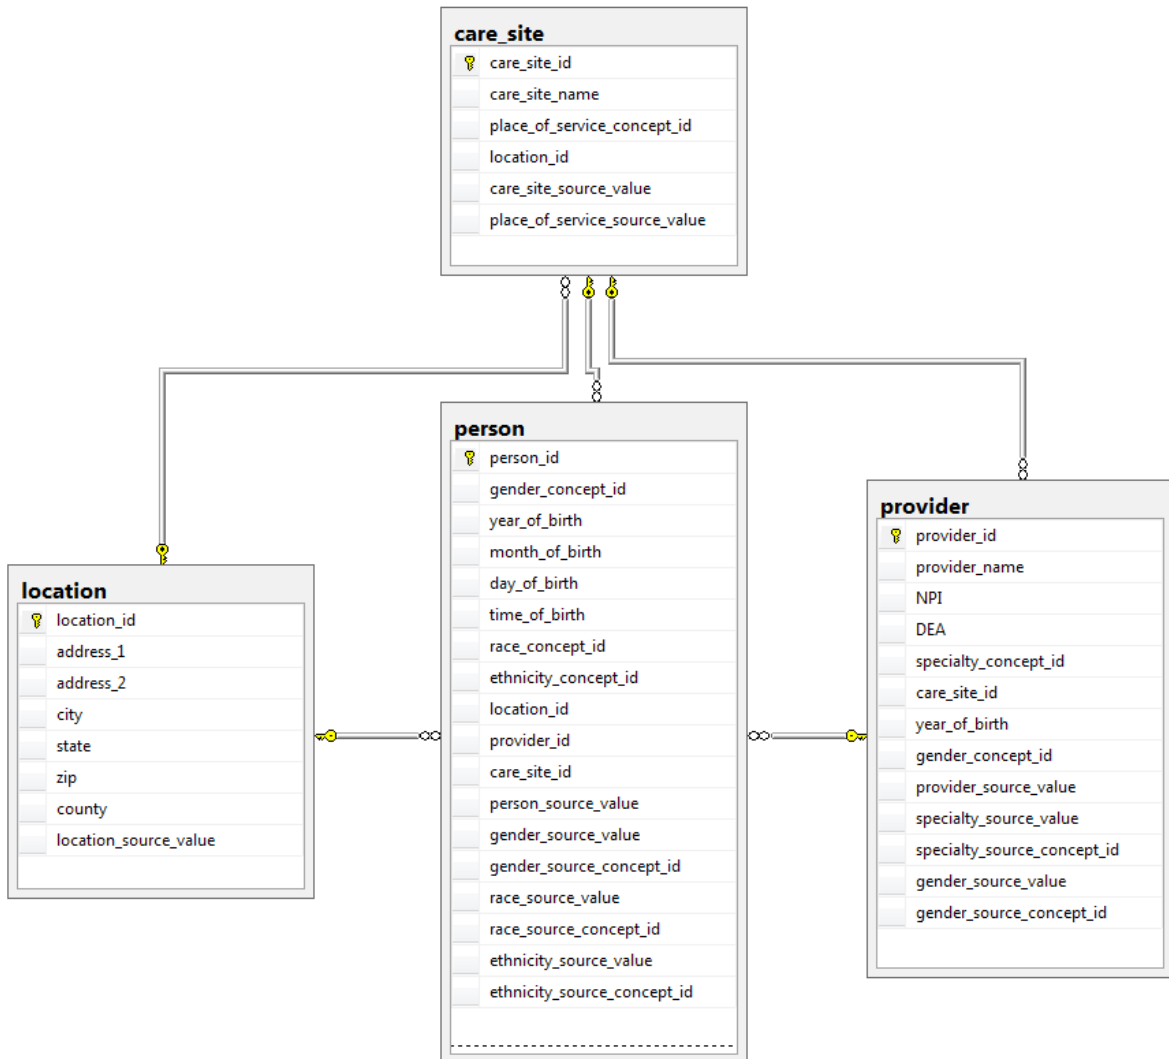 care_site
care_site_id
care_site_name
place_of_service_concept_id
location_id
care_site_source_value
place_of_service_source_value
person
person_id
gender_concept_id
year_of_birth
month_of_birth
day_of_birth
time_of_birth
race_concept_id
ethnicity_concept_id
location_id
provider_id
care_site_id
person_source_value
gender_source_value
gender_source_concept_id
race_source_value
race_source_concept_id
ethnicity_source_value
ethnicity_source_concept_id
location
location_id
address_1
address_2
city
state
zip
county
location_source_value
provider
provider_id
provider_name
NPI
DEA
specialty_concept_id
care_site_id
year_of_birth
gender_concept_id
provider_source_value
specialty_source_value
specialty_source_concept_id
gender_source_value
gender_source_concept_id